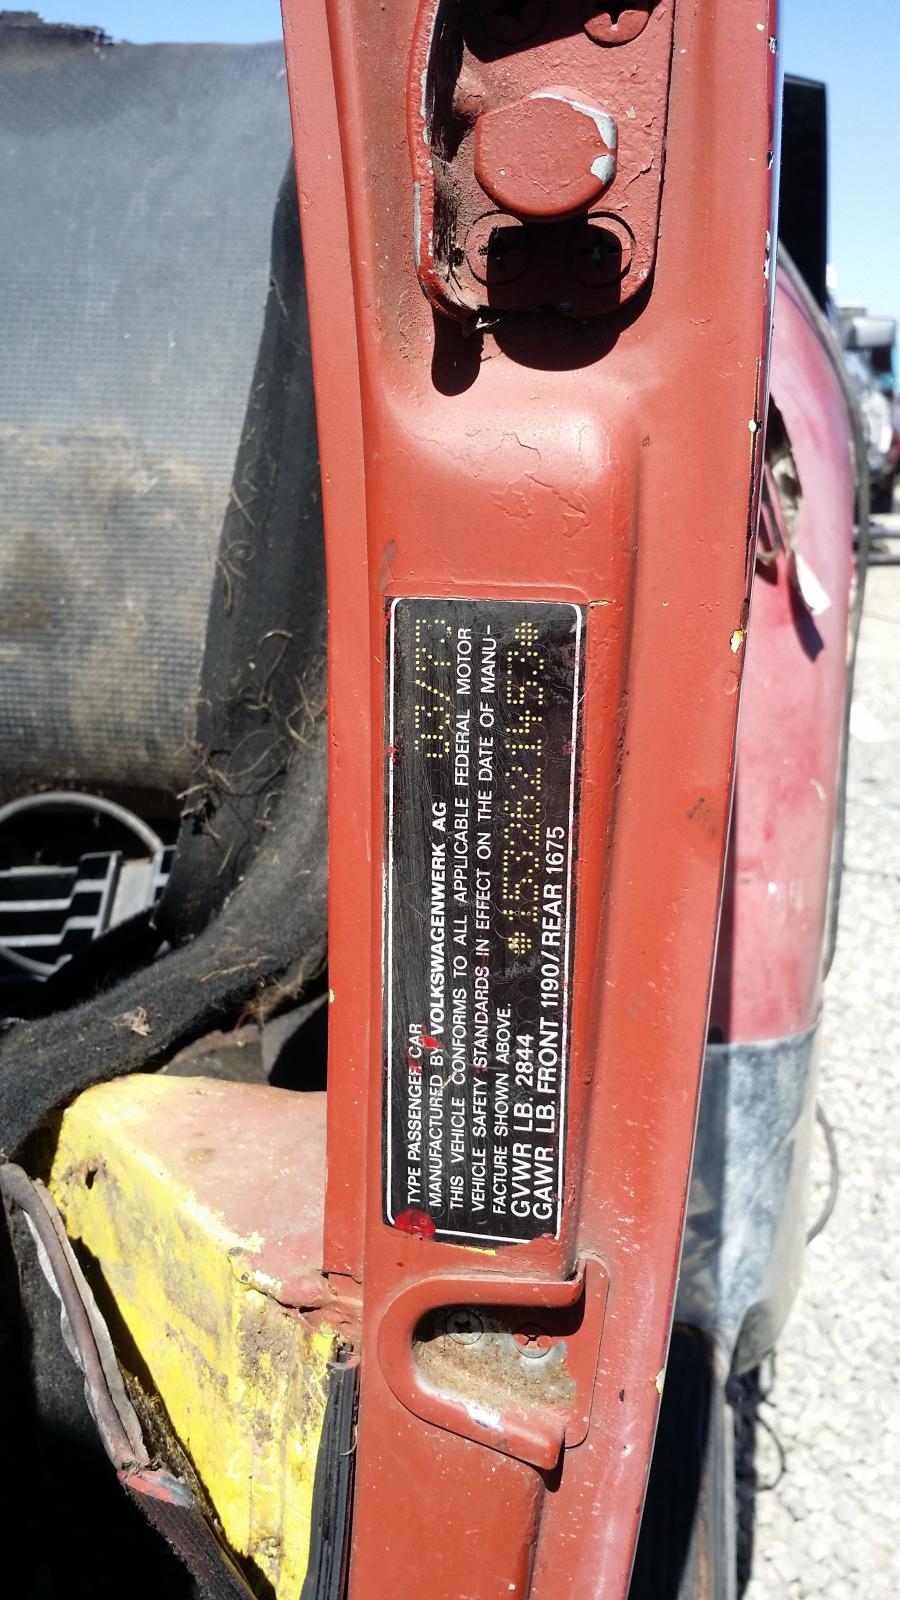 TYPE PASSENGER CAR
MANUFACTURED BY VOLKSWAGENWERK AG 03/73
THIS VEHICLE CONFORMS TO ALL APPLICABLE FEDERAL MOTOR
VEHICLE SAFETY STANDARDS IN EFFECT ON THE DATE OF MANU-
FACTURE SHOWN ABOVE. *1532621483*
GVWR LB. 2844
GAWR LB. FRONT 1190/REAR 1675